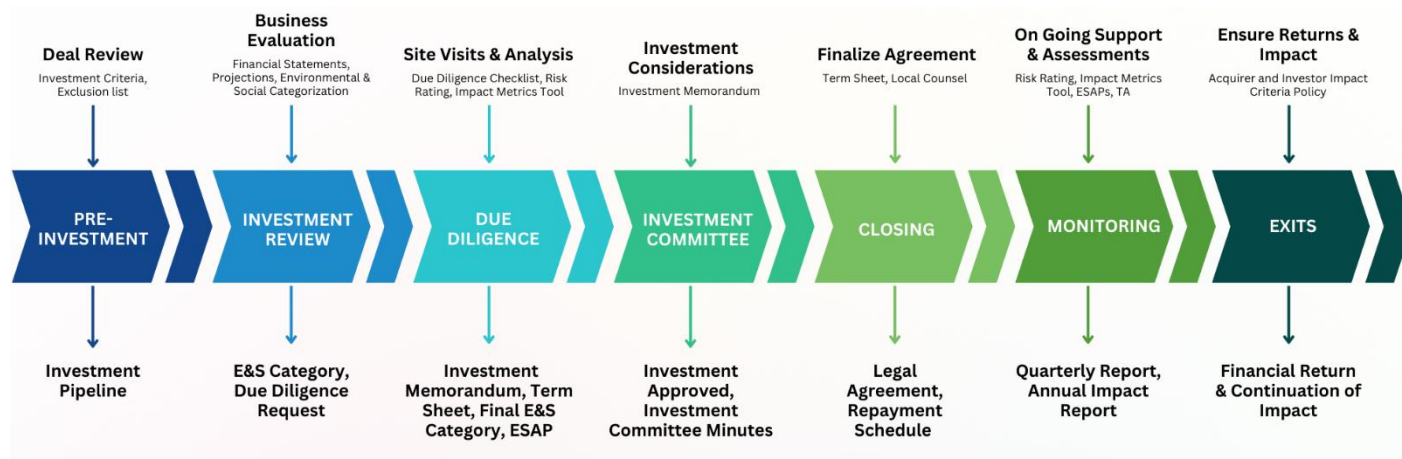 Deal Review
Investment Criteria,
Exclusion list
Business
Evaluation
Financial Statements,
Projections, Environmental &
Social Categorization
Site Visits & Analysis
Due Diligence Checklist, Risk
Rating, Impact Metrics Tool
Investment
Considerations
Investment Memorandum
Finalize Agreement
Term Sheet, Local Counsel
On Going Support
& Assessments
Risk Rating, Impact Metrics
Tool, ESAPs, TA
Ensure Returns &
Impact
Acquirer and Investor Impact
Criteria Policy
PRE-
INVESTMENT
INVESTMENT
REVIEW
DUE
DILIGENCE
INVESTMENT
COMMITTEE
CLOSING
MONITORING
EXITS
Investment
Pipeline
E&S Category,
Due Diligence
Request
Investment
Memorandum, Term
Sheet, Final E&S
Category, ESAP
Investment
Approved,
Investment
Committee Minutes
Legal
Agreement,
Repayment
Schedule
Quarterly Report,
Annual Impact
Report
Financial Return
& Continuation of
Impact